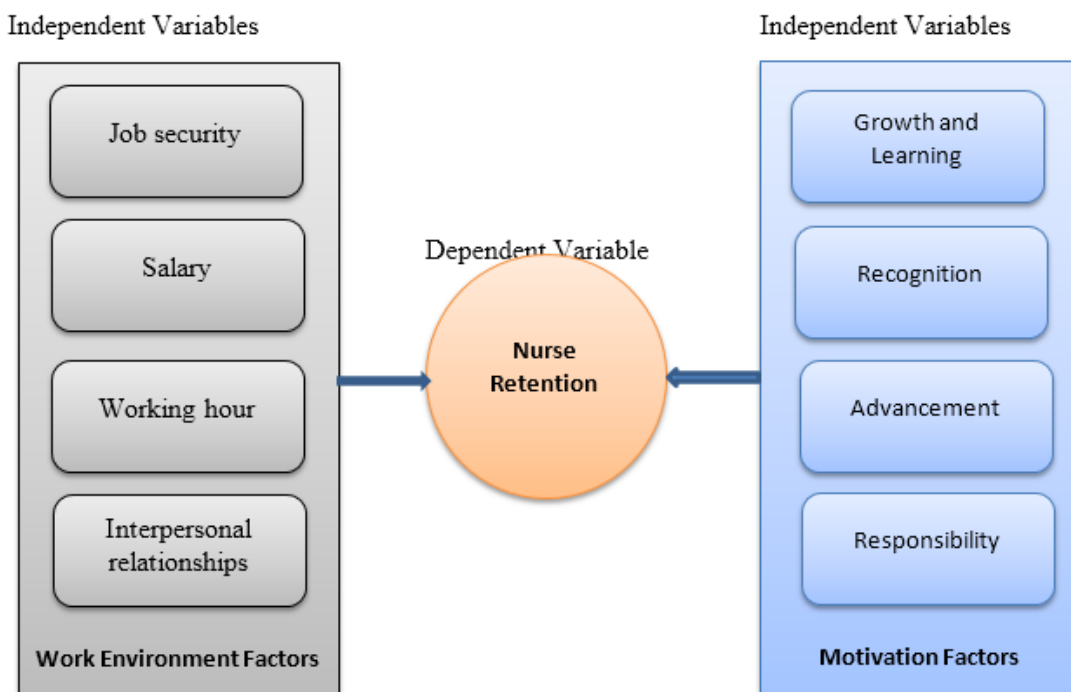 Independent Variables
Job security
Salary
Working hour
Interpersonal
relationships
Work Environment Factors
Dependent Variable
Nurse
Retention
Independent Variables
Growth and
Learning
Recognition
Advancement
Responsibility
Motivation Factors